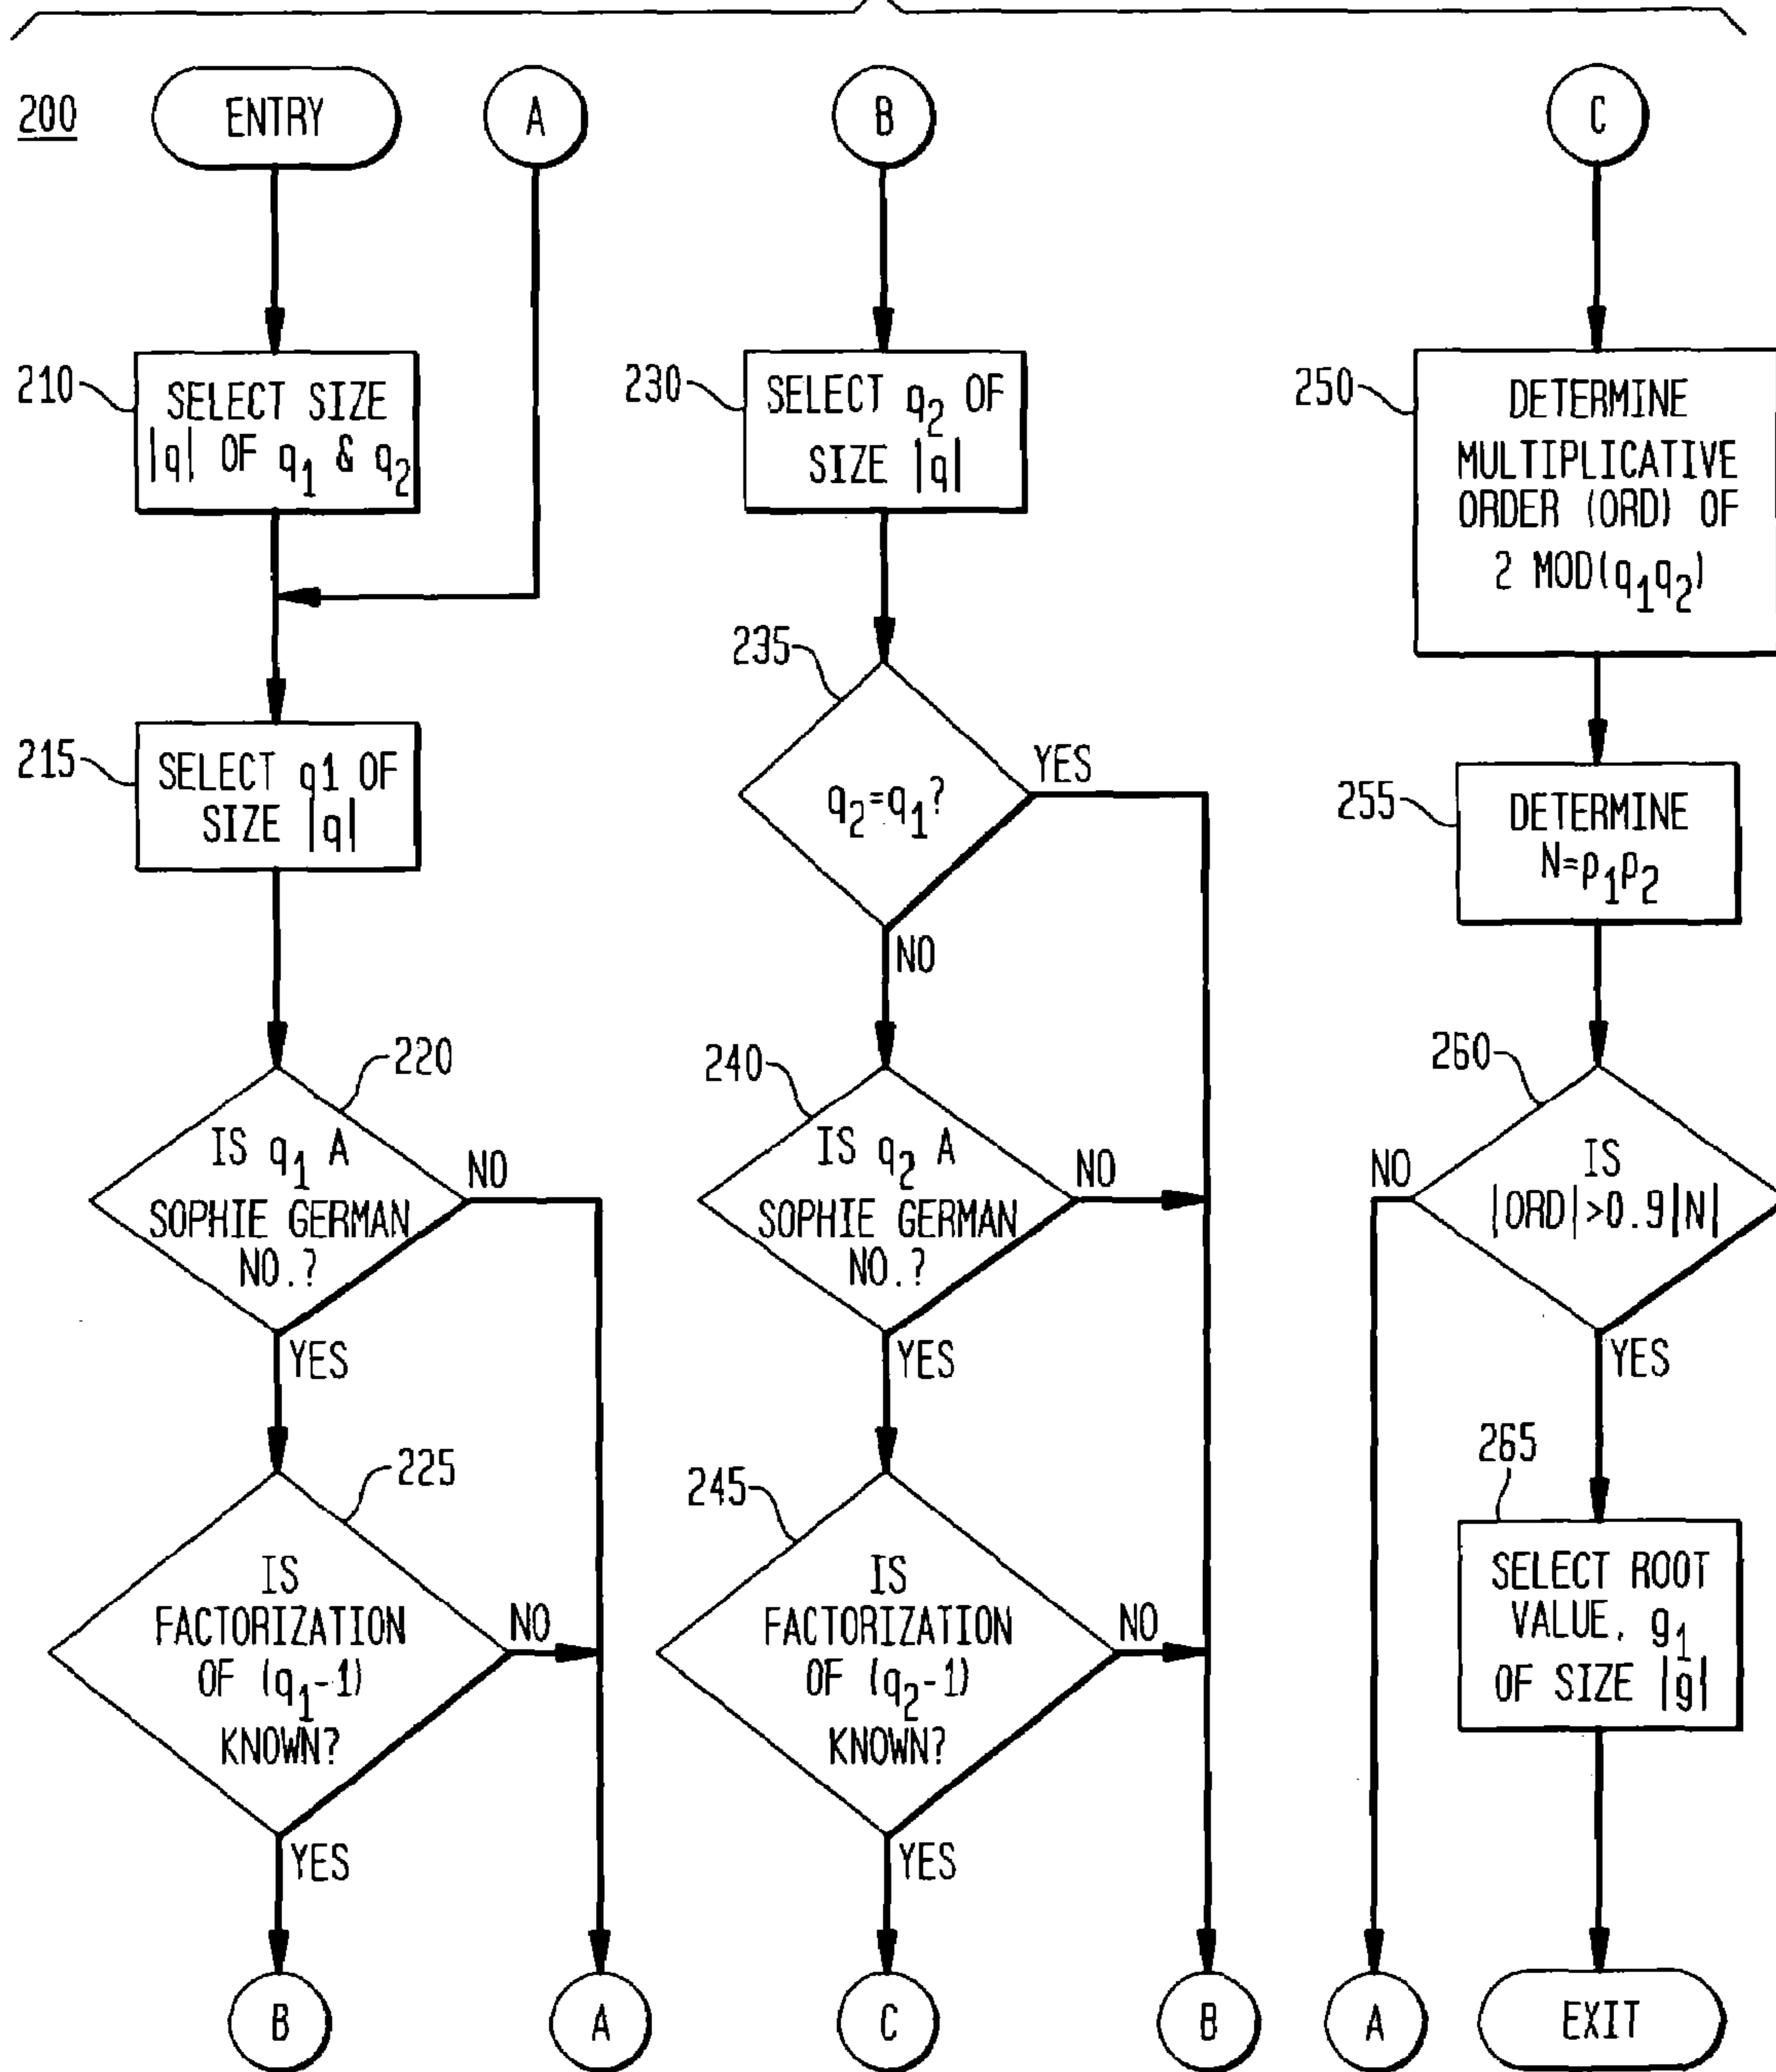 200
ENTRY
A
210
SELECT SIZE
|q| OF q₁ & q₂
215
SELECT q1 OF
SIZE |q|
220
IS q₁ A
SOPHIE GERMAN
NO.?
NO
YES
225
IS
FACTORIZATION
OF (q₁-1)
KNOWN?
NO
YES
B
A
B
230
SELECT q₂ OF
SIZE |q|
235
q₂=q₁?
YES
NO
240
IS q₂ A
SOPHIE GERMAN
NO.?
NO
YES
245
IS
FACTORIZATION
OF (q₂-1)
KNOWN?
NO
YES
C
B
C
250
DETERMINE
MULTIPLICATIVE
ORDER (ORD) OF
2 MOD(q₁q₂)
255
DETERMINE
N=p₁p₂
260
IS
|ORD|>0.9|N|
NO
YES
265
SELECT ROOT
VALUE, g₁
OF SIZE |g|
A
EXIT